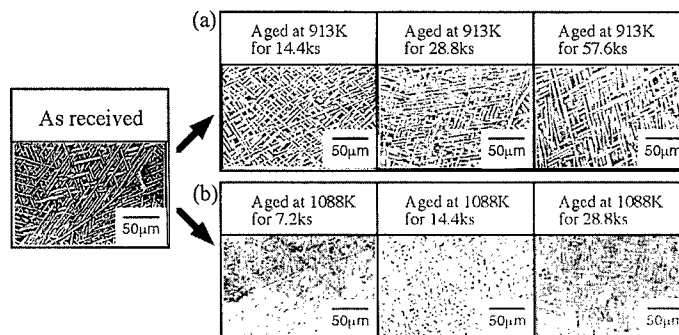 (a)
Aged at 913K
for 14.4ks
Aged at 913K
for 28.8ks
Aged at 913K
for 57.6ks
50μm
50μm
50μm
As received
50μm
(b)
Aged at 1088K
for 7.2ks
Aged at 1088K
for 14.4ks
Aged at 1088K
for 28.8ks
50μm
50μm
50μm